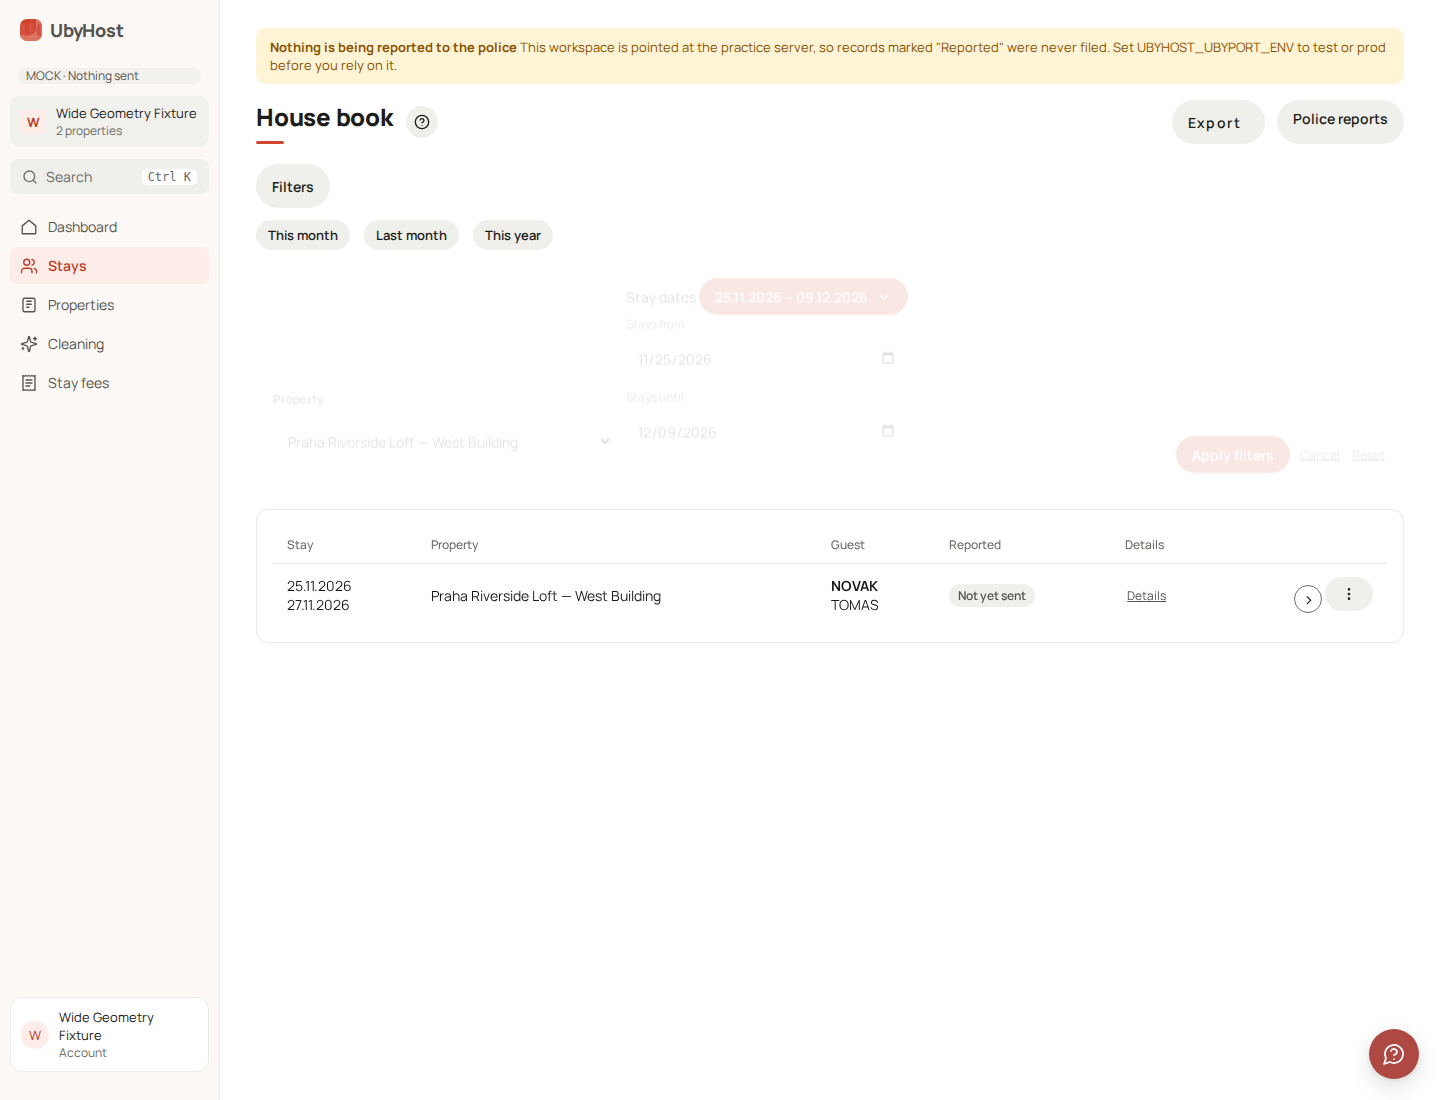 UbyHost
MOCK · Nothing sent
W
Wide Geometry Fixture
2 properties
Search
Ctrl K
Dashboard
Stays
Properties
Cleaning
Stay fees
W
Wide Geometry
Fixture
Account
Nothing is being reported to the police This workspace is pointed at the practice server, so records marked "Reported" were never filed. Set UBYHOST_UBYPORT_ENV to test or prod
before you rely on it.
House book
Export
Police reports
Filters
This month
Last month
This year
Stay dates
25.11.2026 – 09.12.2026
Stays from
11/25/2026
Stays until
12/09/2026
Property
Praha Riverside Loft — West Building
Apply filters
Cancel
Reset
Stay
Property
Guest
Reported
Details
25.11.2026
27.11.2026
Praha Riverside Loft — West Building
NOVAK
TOMAS
Not yet sent
Details